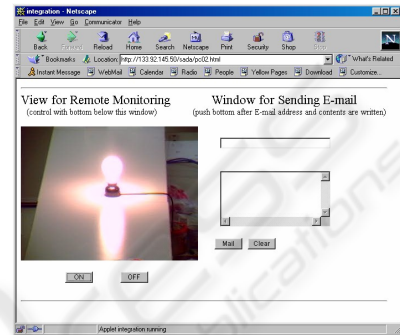 integration - Netscape
File Edit View Go Communicator Help
Back Forward Reload Home Search Netscape Print Security Shop Stop
Bookmarks Location: http://133.92.145.50/sada/pc02.html What's Related
Instant Message WebMail Calendar Radio People Yellow Pages Download Customize...
View for Remote Monitoring
(control with bottom below this window)
Window for Sending E-mail
(push bottom after E-mail address and contents are written)
Mail Clear
ON OFF
Applet integration running